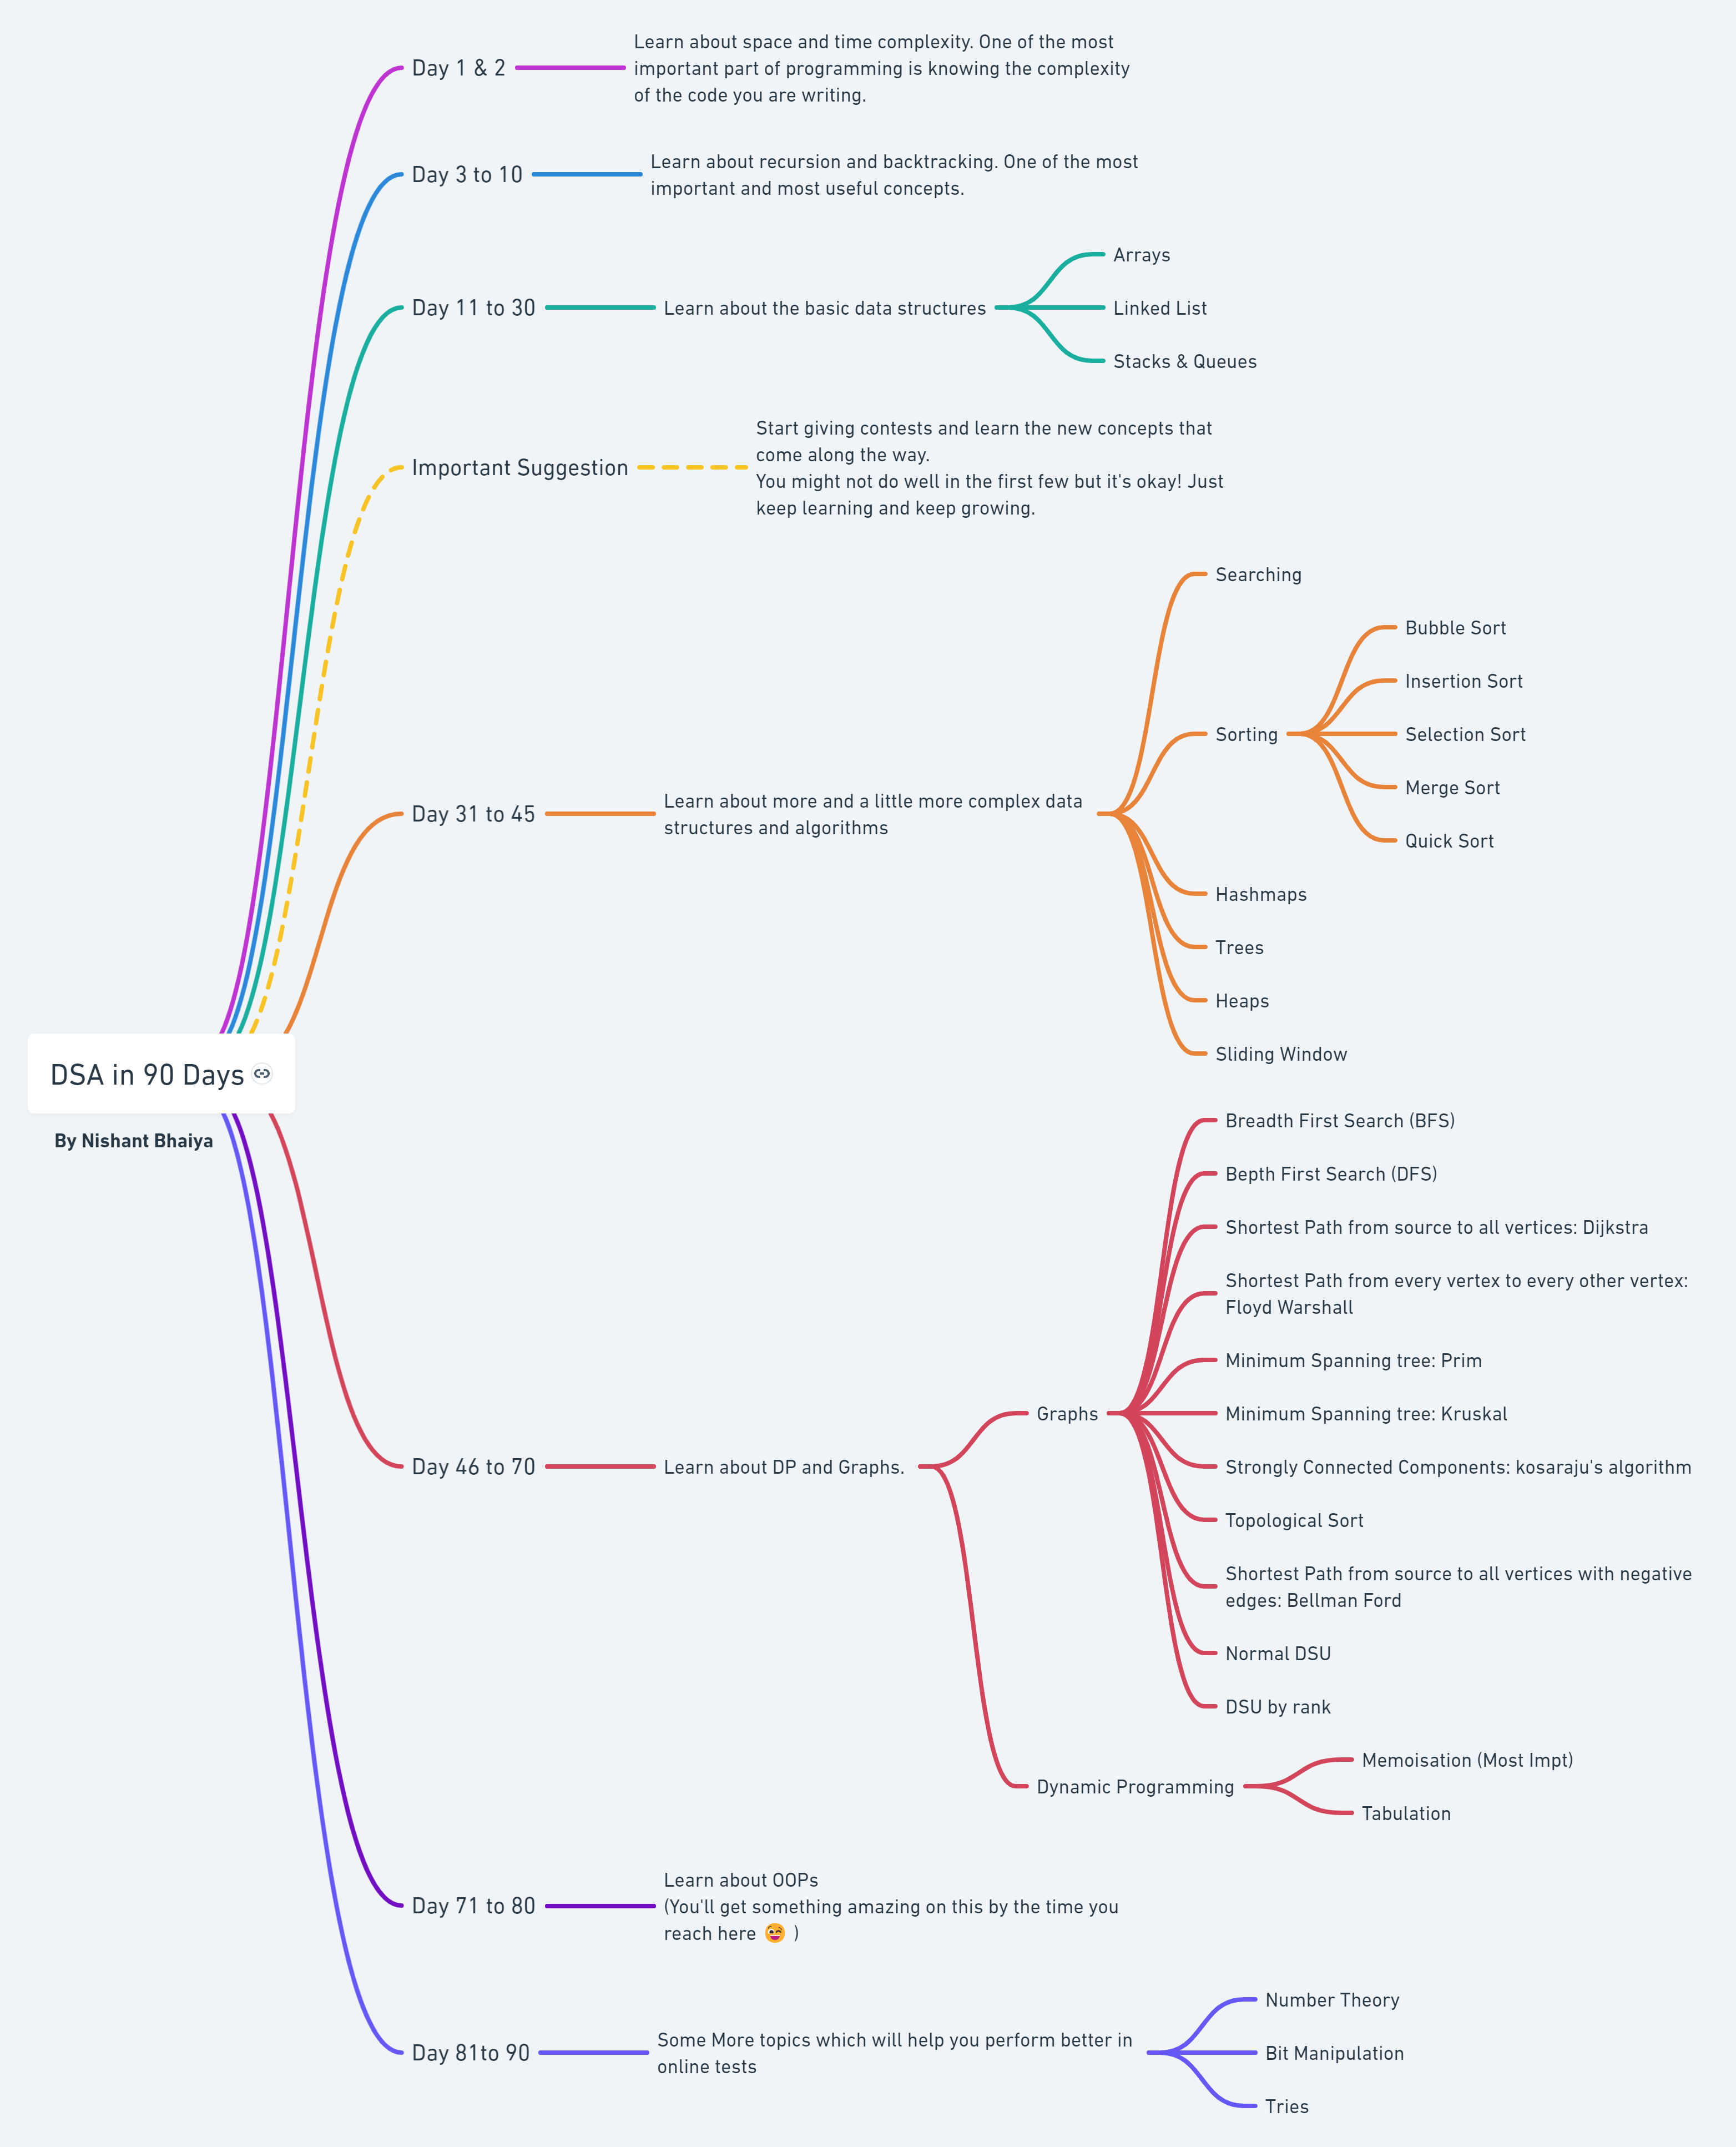 Day 1 & 2
Learn about space and time complexity. One of the most
important part of programming is knowing the complexity
of the code you are writing.
Day 3 to 10
Learn about recursion and backtracking. One of the most
important and most useful concepts.
Day 11 to 30
Learn about the basic data structures
Arrays
Linked List
Stacks & Queues
Important Suggestion
Start giving contests and learn the new concepts that
come along the way.
You might not do well in the first few but it's okay! Just
keep learning and keep growing.
Day 31 to 45
Learn about more and a little more complex data
structures and algorithms
Searching
Sorting
Bubble Sort
Insertion Sort
Selection Sort
Merge Sort
Quick Sort
Hashmaps
Trees
Heaps
Sliding Window
DSA in 90 Days
By Nishant Bhaiya
Day 46 to 70
Learn about DP and Graphs.
Graphs
Breadth First Search (BFS)
Bepth First Search (DFS)
Shortest Path from source to all vertices: Dijkstra
Shortest Path from every vertex to every other vertex:
Floyd Warshall
Minimum Spanning tree: Prim
Minimum Spanning tree: Kruskal
Strongly Connected Components: kosaraju's algorithm
Topological Sort
Shortest Path from source to all vertices with negative
edges: Bellman Ford
Normal DSU
DSU by rank
Dynamic Programming
Memoisation (Most Impt)
Tabulation
Day 71 to 80
Learn about OOPs
(You'll get something amazing on this by the time you
reach here 😄 )
Day 81to 90
Some More topics which will help you perform better in
online tests
Number Theory
Bit Manipulation
Tries